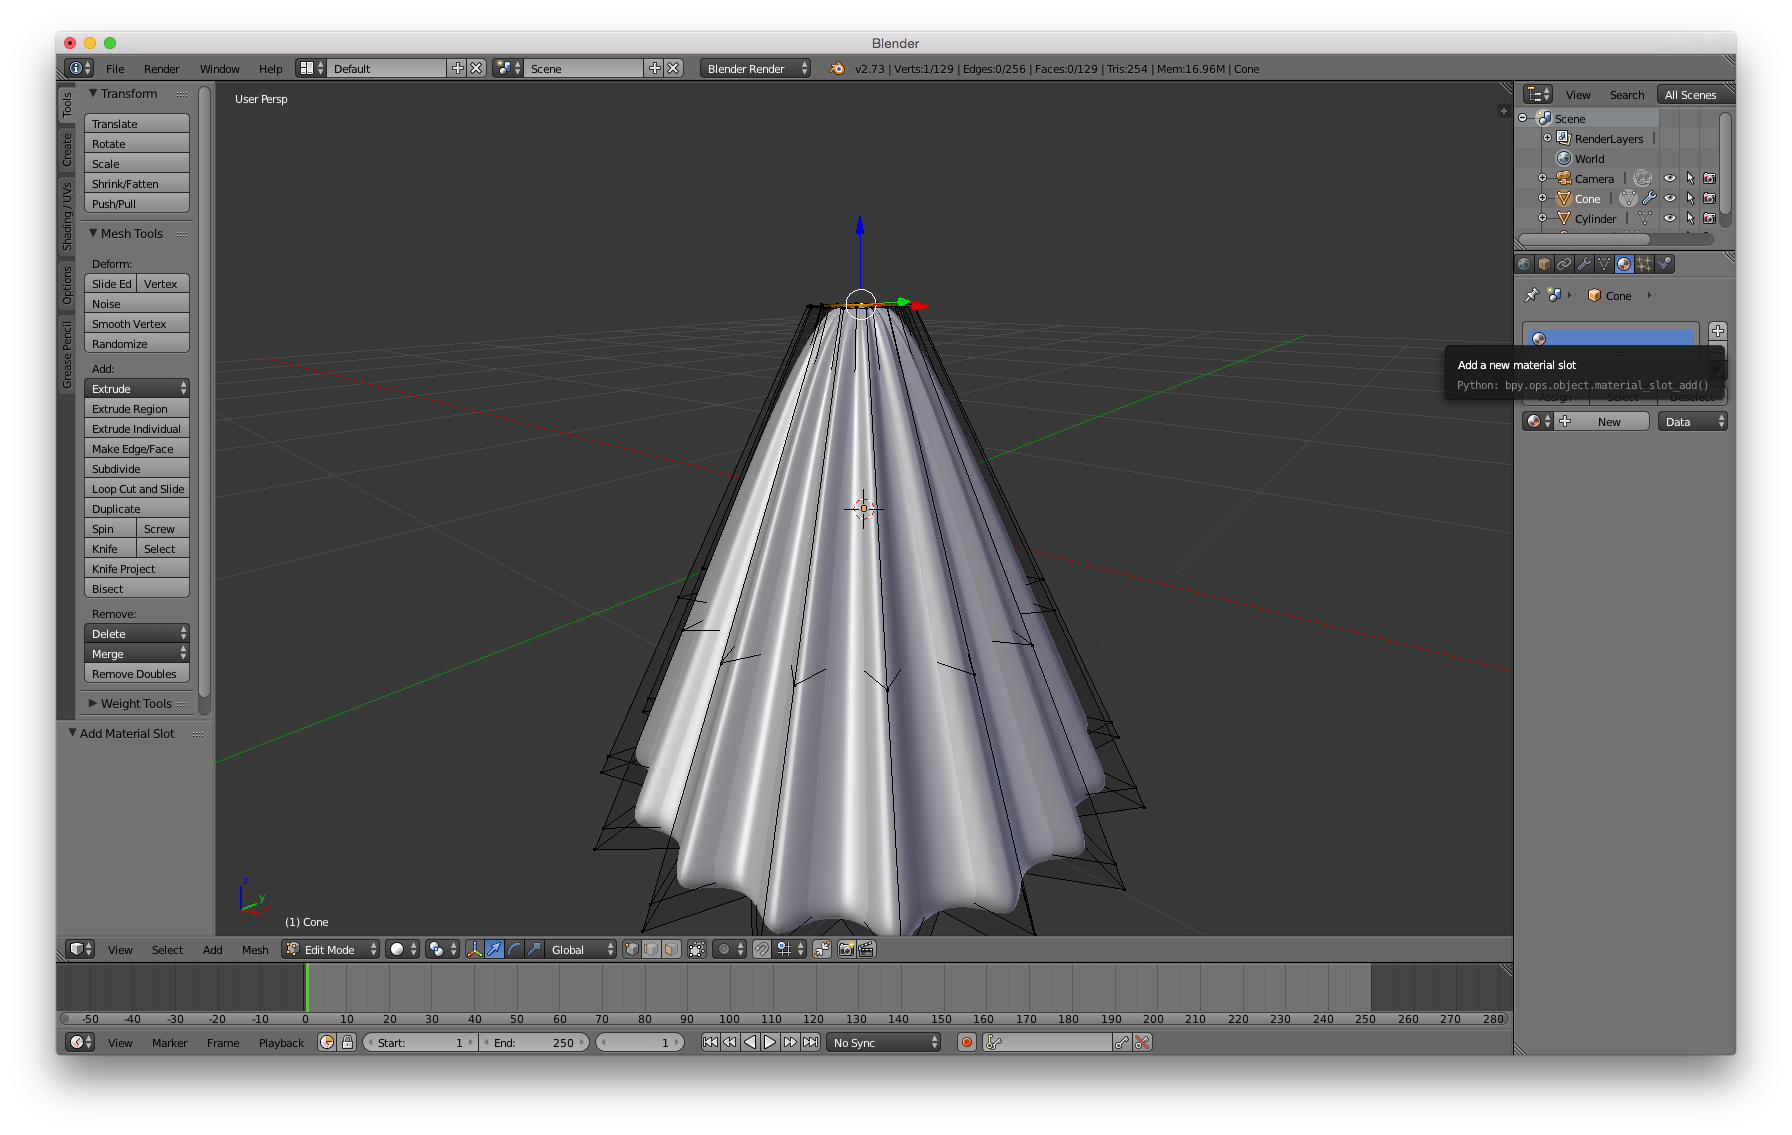 Blender
File Render Window Help Default Scene Blender Render v2.73 | Verts:1/129 | Edges:0/256 | Faces:0/129 | Tris:254 | Mem:16.96M | Cone
Tools
Create
Shading / UVs
Options
Grease Pencil
Transform
Translate
Rotate
Scale
Shrink/Fatten
Push/Pull
Mesh Tools
Deform:
Slide Ed Vertex
Noise
Smooth Vertex
Randomize
Add:
Extrude
Extrude Region
Extrude Individual
Make Edge/Face
Subdivide
Loop Cut and Slide
Duplicate
Spin Screw
Knife Select
Knife Project
Bisect
Remove:
Delete
Merge
Remove Doubles
Weight Tools
Add Material Slot
User Persp
z
y
(1) Cone
View Search All Scenes
Scene
RenderLayers
World
Camera
Cone
Cylinder
Cone
Add a new material slot
Python: bpy.ops.object.material_slot_add()
Assign Select Deselect
New Data
View Select Add Mesh Edit Mode Global
-50 -40 -30 -20 -10 0 10 20 30 40 50 60 70 80 90 100 110 120 130 140 150 160 170 180 190 200 210 220 230 240 250 260 270 280
View Marker Frame Playback Start: 1 End: 250 1 No Sync